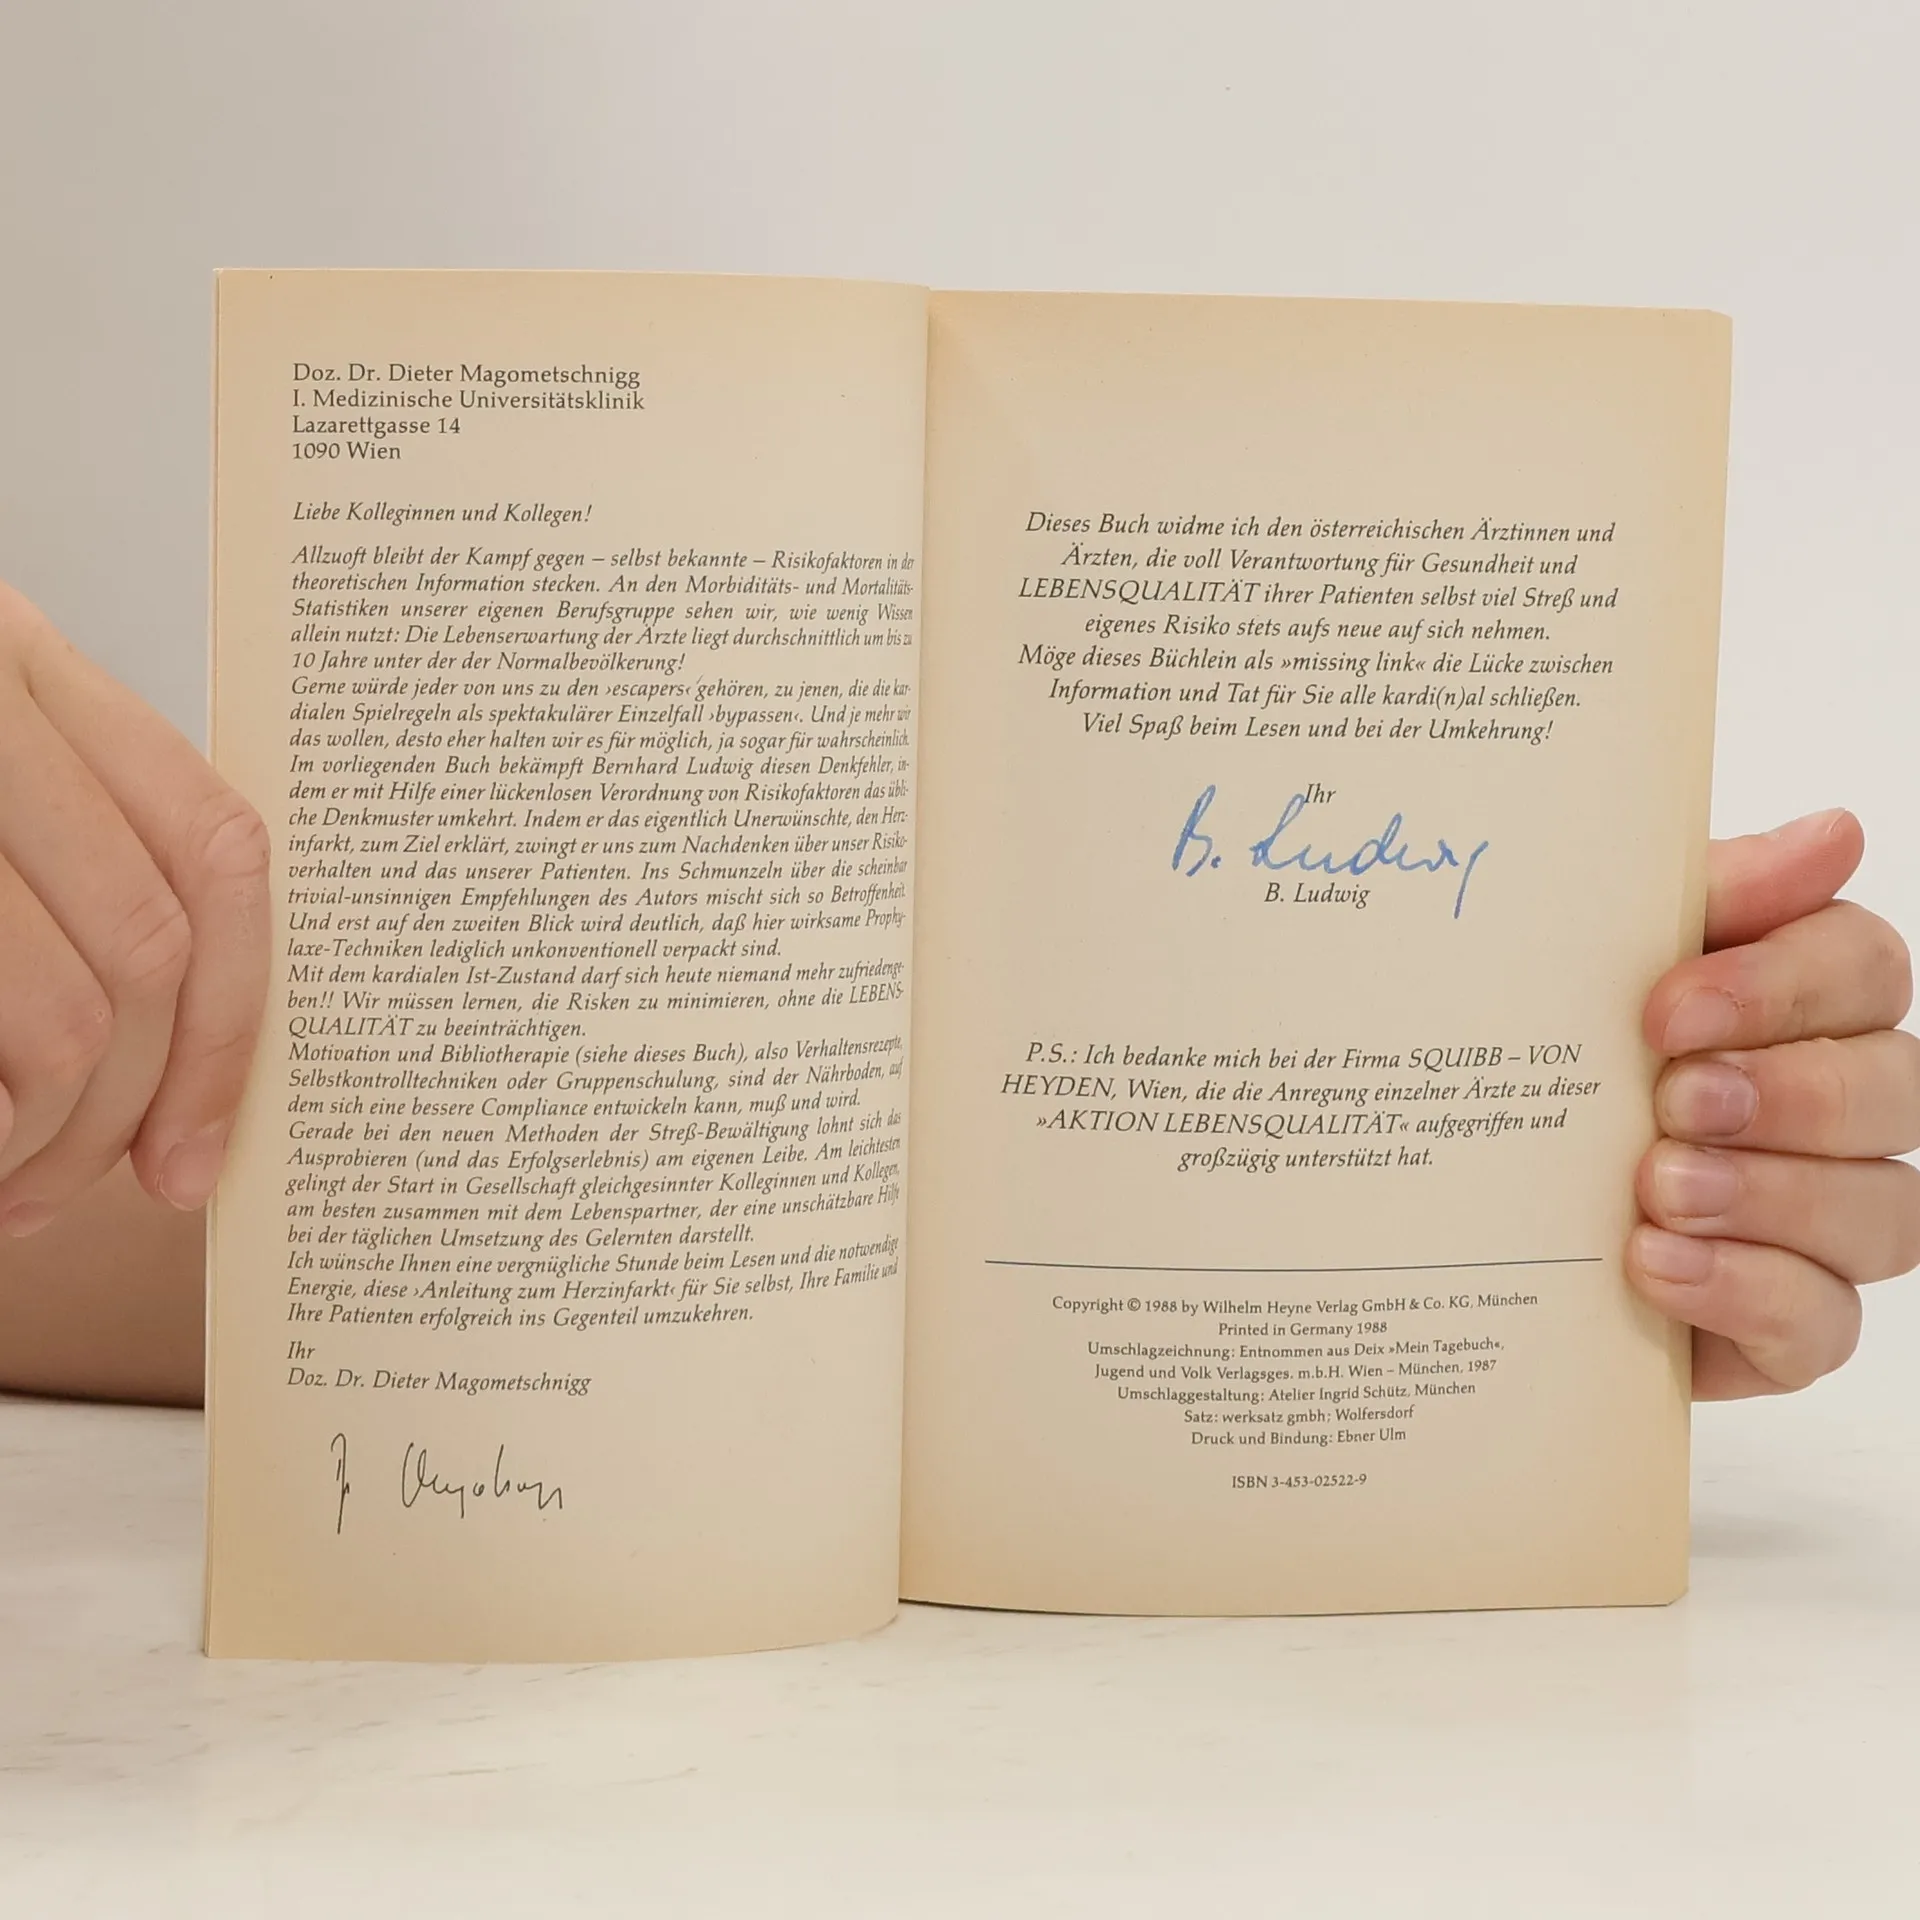 Doz. Dr. Dieter Magometschnigg
I. Medizinische Universitätsklinik
Lazarettgasse 14
1090 Wien
Liebe Kolleginnen und Kollegen!
Allzuoft bleibt der Kampf gegen – selbst bekannte – Risikofaktoren in der
theoretischen Information stecken. An den Morbiditäts- und Mortalitäts-
Statistiken unserer eigenen Berufsgruppe sehen wir, wie wenig Wissen
allein nutzt: Die Lebenserwartung der Ärzte liegt durchschnittlich um bis zu
10 Jahre unter der der Normalbevölkerung!
Gerne würde jeder von uns zu den ›escapers‹ gehören, zu jenen, die die kar-
dialen Spielregeln als spektakulärer Einzelfall ›bypassen‹. Und je mehr wir
das wollen, desto eher halten wir es für möglich, ja sogar für wahrscheinlich.
Im vorliegenden Buch bekämpft Bernhard Ludwig diesen Denkfehler, in-
dem er mit Hilfe einer lückenlosen Verordnung von Risikofaktoren das übli-
che Denkmuster umkehrt. Indem er das eigentlich Unerwünschte, den Herz-
infarkt, zum Ziel erklärt, zwingt er uns zum Nachdenken über unser Risiko-
verhalten und das unserer Patienten. Ins Schmunzeln über die scheinbar
trivial-unsinnigen Empfehlungen des Autors mischt sich so Betroffenheit.
Und erst auf den zweiten Blick wird deutlich, daß hier wirksame Prophy-
laxe-Techniken lediglich unkonventionell verpackt sind.
Mit dem kardialen Ist-Zustand darf sich heute niemand mehr zufriedenge-
ben!! Wir müssen lernen, die Risken zu minimieren, ohne die LEBENS-
QUALITÄT zu beeinträchtigen.
Motivation und Bibliotherapie (siehe dieses Buch), also Verhaltensrezepte,
Selbstkontrolltechniken oder Gruppenschulung, sind der Nährboden, auf
dem sich eine bessere Compliance entwickeln kann, muß und wird.
Gerade bei den neuen Methoden der Streß-Bewältigung lohnt sich das
Ausprobieren (und das Erfolgserlebnis) am eigenen Leibe. Am leichtesten
gelingt der Start in Gesellschaft gleichgesinnter Kolleginnen und Kollegen,
am besten zusammen mit dem Lebenspartner, der eine unschätzbare Hilfe
bei der täglichen Umsetzung des Gelernten darstellt.
Ich wünsche Ihnen eine vergnügliche Stunde beim Lesen und die notwendige
Energie, diese ›Anleitung zum Herzinfarkt‹ für Sie selbst, Ihre Familie und
Ihre Patienten erfolgreich ins Gegenteil umzukehren.
Ihr
Doz. Dr. Dieter Magometschnigg
Dieses Buch widme ich den österreichischen Ärztinnen und
Ärzten, die voll Verantwortung für Gesundheit und
LEBENSQUALITÄT ihrer Patienten selbst viel Streß und
eigenes Risiko stets aufs neue auf sich nehmen.
Möge dieses Büchlein als »missing link« die Lücke zwischen
Information und Tat für Sie alle kardi(n)al schließen.
Viel Spaß beim Lesen und bei der Umkehrung!
Ihr
B. Ludwig
B. Ludwig
P.S.: Ich bedanke mich bei der Firma SQUIBB – VON
HEYDEN, Wien, die die Anregung einzelner Ärzte zu dieser
»AKTION LEBENSQUALITÄT« aufgegriffen und
großzügig unterstützt hat.
Copyright © 1988 by Wilhelm Heyne Verlag GmbH & Co. KG, München
Printed in Germany 1988
Umschlagzeichnung: Entnommen aus Deix »Mein Tagebuch«,
Jugend und Volk Verlagsges. m.b.H. Wien – München, 1987
Umschlaggestaltung: Atelier Ingrid Schütz, München
Satz: werksatz gmbh; Wolfersdorf
Druck und Bindung: Ebner Ulm
ISBN 3-453-02522-9